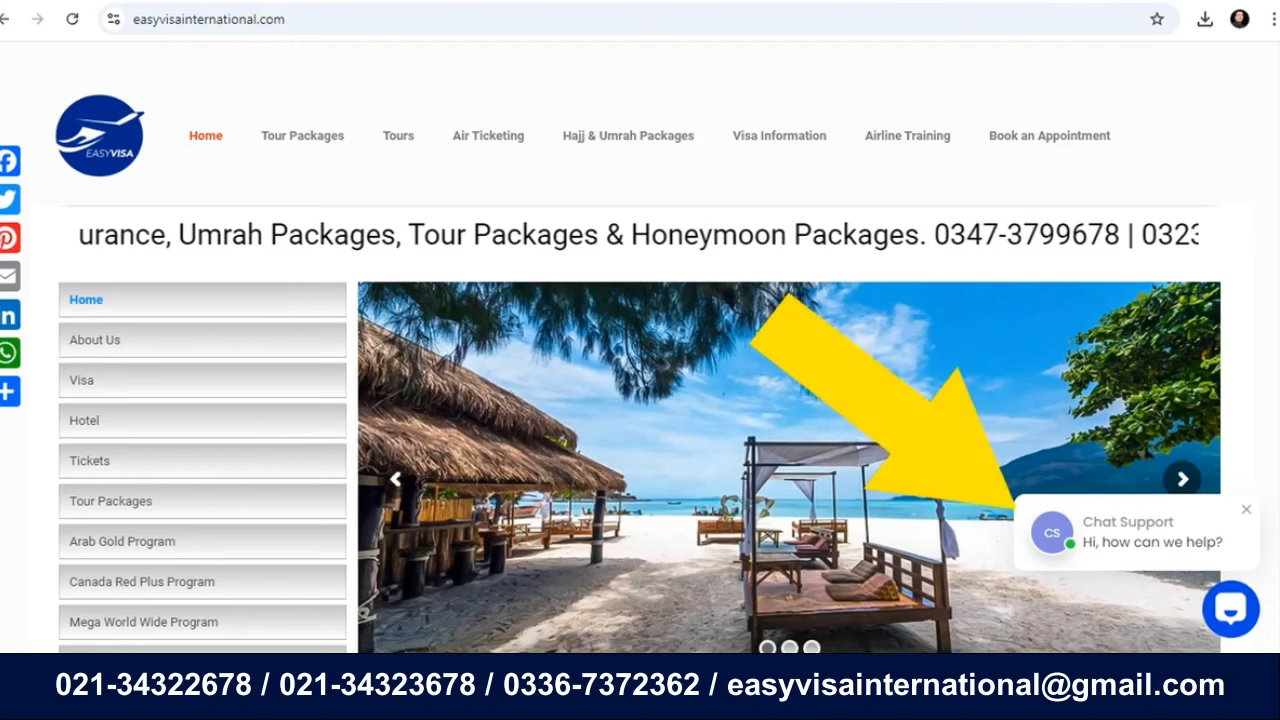 easyvisainternational.com
EASYVISA
Home
Tour Packages
Tours
Air Ticketing
Hajj & Umrah Packages
Visa Information
Airline Training
Book an Appointment
urance, Umrah Packages, Tour Packages & Honeymoon Packages. 0347-3799678 | 0323
Home
About Us
Visa
Hotel
Tickets
Tour Packages
Arab Gold Program
Canada Red Plus Program
Mega World Wide Program
CS
Chat Support
Hi, how can we help?
021-34322678 / 021-34323678 / 0336-7372362 / easyvisainternational@gmail.com